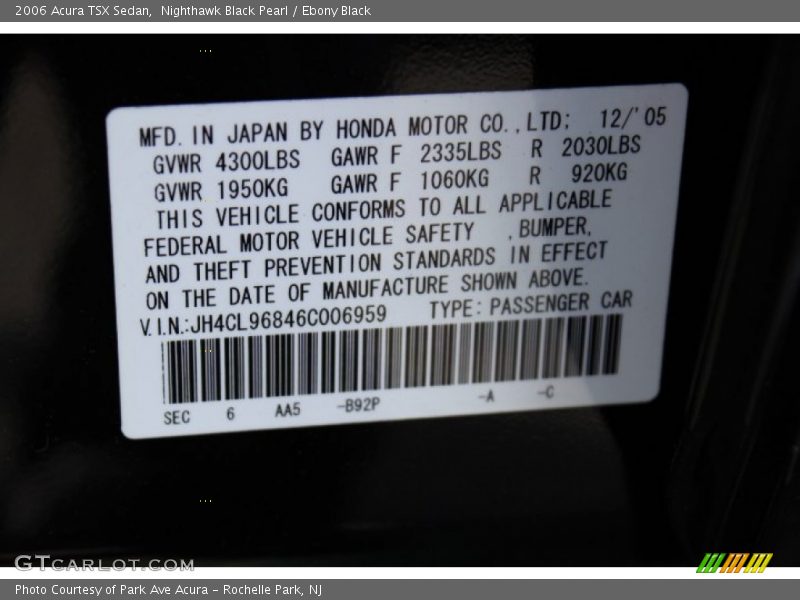 2006 Acura TSX Sedan,  Nighthawk Black Pearl / Ebony Black
MFD. IN JAPAN BY HONDA MOTOR CO.,LTD; 12/'05
GVWR 4300LBS GAWR F 2335LBS R 2030LBS
GVWR 1950KG GAWR F 1060KG R 920KG
THIS VEHICLE CONFORMS TO ALL APPLICABLE
FEDERAL MOTOR VEHICLE SAFETY ,BUMPER,
AND THEFT PREVENTION STANDARDS IN EFFECT
ON THE DATE OF MANUFACTURE SHOWN ABOVE.
V.I.N.:JH4CL96846C006959 TYPE:PASSENGER CAR
SEC 6 AA5 -B92P -A -C
GTCARLOT.COM
Photo Courtesy of Park Ave Acura - Rochelle Park, NJ